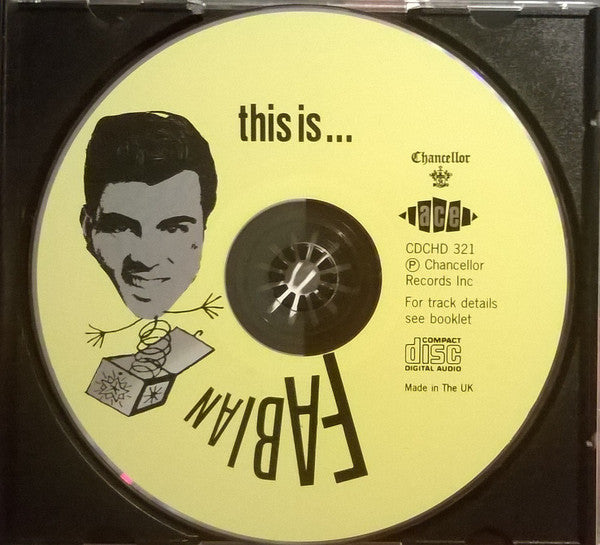 this is...
FABIAN
Chancellor
ace
CDCHD 321
℗ Chancellor
Records Inc
For track details
see booklet
COMPACT
disc
DIGITAL AUDIO
Made in The UK